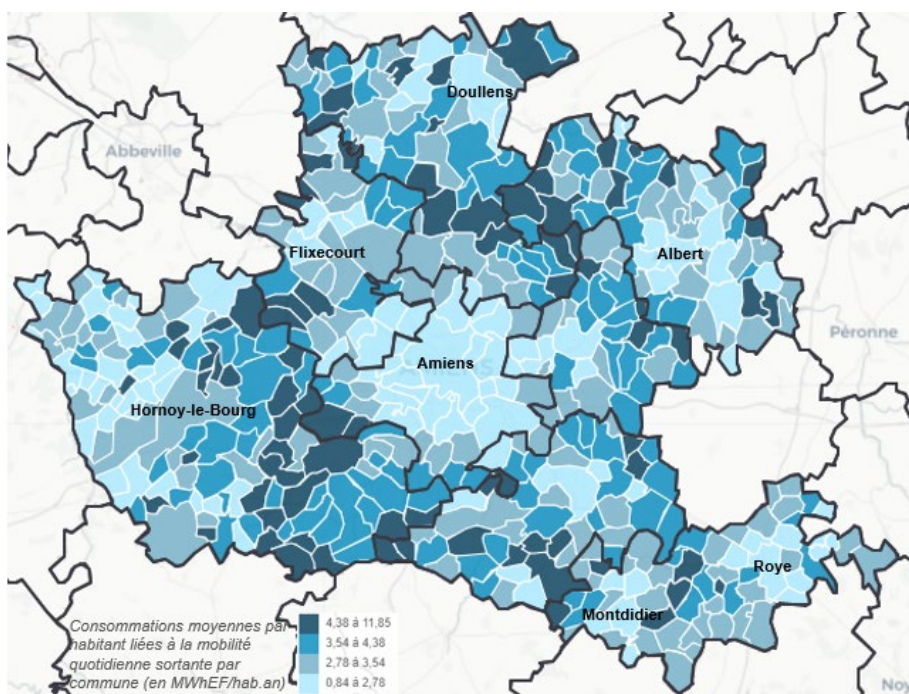 Doullens
Abbeville
Flixecourt
Albert
Péronne
Amiens
Hornoy-le-Bourg
Roye
Montdidier
Consommations moyennes par
habitant liées à la mobilité
quotidienne sortante par
commune (en MWhEF/hab.an)
4,38 à 11,85
3,54 à 4,38
2,78 à 3,54
0,84 à 2,78
Noy